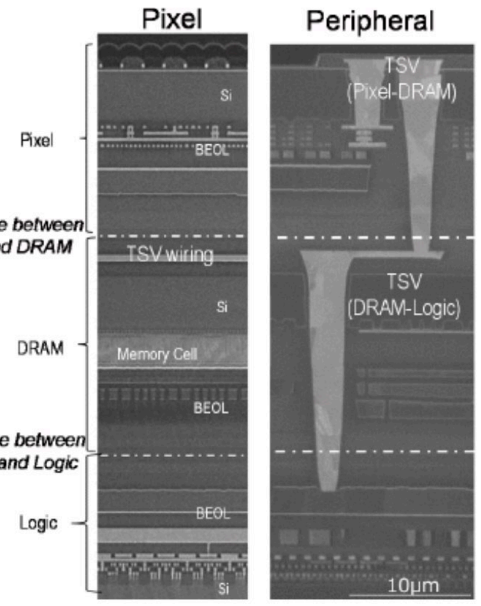 Pixel
Peripheral
Si
BEOL
Pixel
TSV
(Pixel-DRAM)
e between
d DRAM
TSV wiring
Si
Memory Cell
BEOL
DRAM
TSV
(DRAM-Logic)
e between
and Logic
BEOL
Logic
Si
10μm